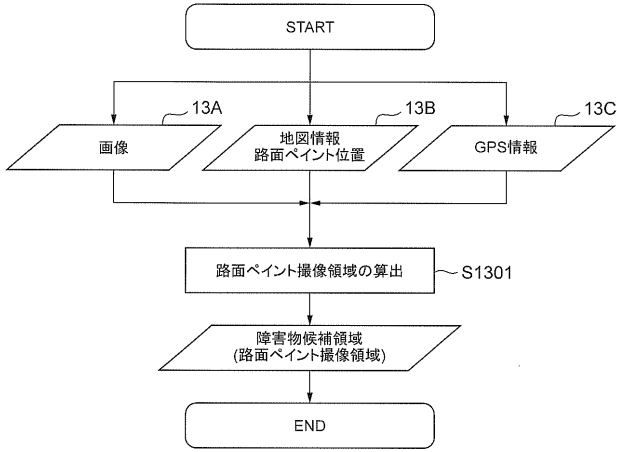 START
13A
13B
13C
画像
地図情報
路面ペイント位置
GPS情報
路面ペイント撮像領域の算出
S1301
障害物候補領域
(路面ペイント撮像領域)
END